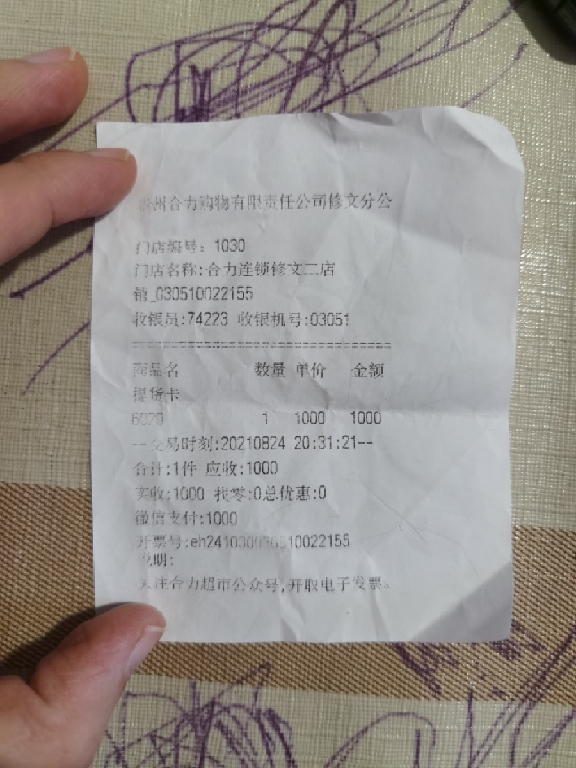 贵州合力购物有限责任公司修文分公
门店编号: 1030
门店名称:合力连锁修文二店
销_030510022155
收银员:74223 收银机号:03051
==============================
商品名 数量 单价 金额
提货卡
6020 1 1000 1000
--交易时刻:20210824 20:31:21--
合计:1件 应收:1000
实收:1000 找零:0总优惠:0
微信支付:1000
说明:
关注合力超市公众号,开取电子发票。